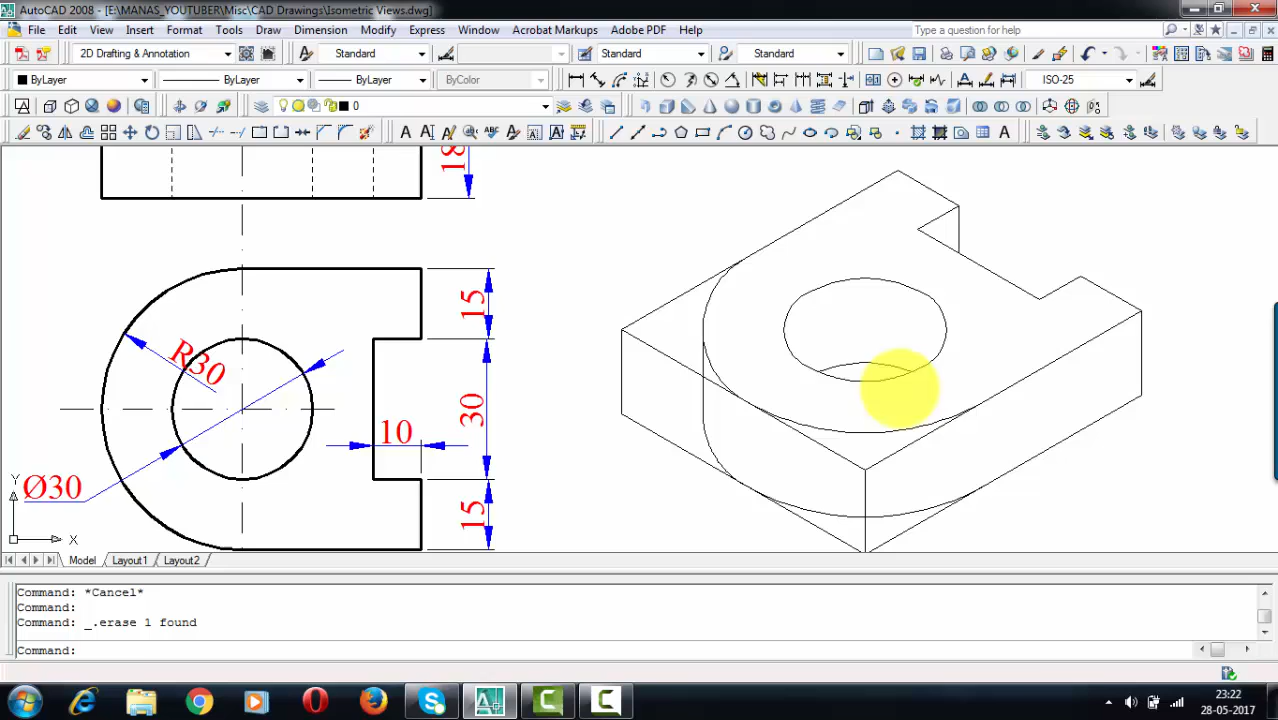 AutoCAD 2008 - [E:\MANAS_YOUTUBER\Misc\CAD Drawings\Isometric Views.dwg]
File Edit View Insert Format Tools Draw Dimension Modify Express Window Acrobat Markups Adobe PDF Help Type a question for help
2D Drafting & Annotation Standard Standard Standard
ByLayer ByLayer ByLayer ByColor ISO-25
0
18
15
R30
30
10
Ø30
15
Y
X
Model Layout1 Layout2
Command: *Cancel*
Command:
Command: _.erase 1 found
Command:
23:22
28-05-2017